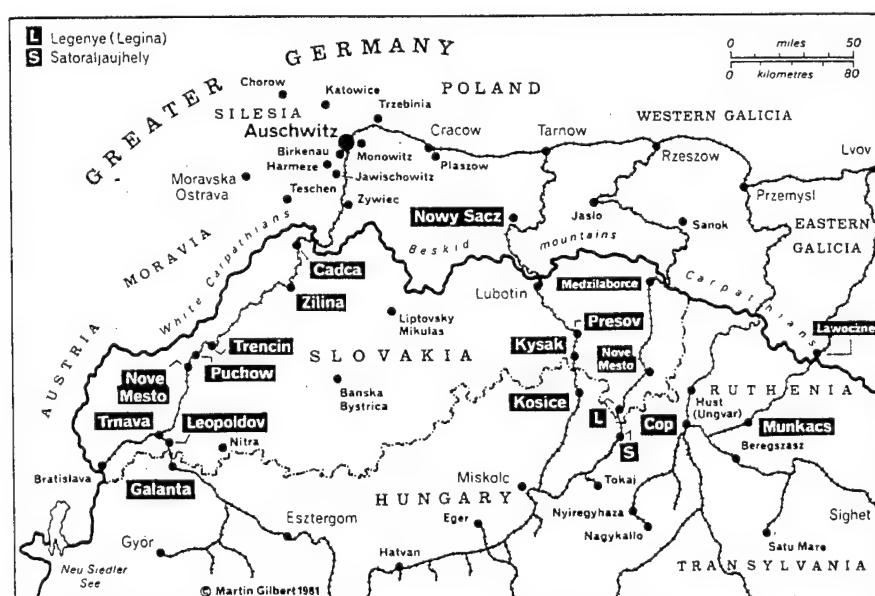 L Legenye (Legina)
S Satoraljaujhely
0 miles 50
0 kilometres 80
GREATER GERMANY
POLAND
SILESIA
WESTERN GALICIA
EASTERN
GALICIA
Chorow
Katowice
Trzebinia
Auschwitz
Birkenau
Monowitz
Harmeze
Jawischowitz
Cracow
Plaszow
Tarnow
Rzeszow
Lvov
Przemysl
Moravska
Ostrava
Teschen
Zywiec
Nowy Sacz
Jaslo
Sanok
MORAVIA
White Carpathians
Beskid
mountains
Carpathians
Cadca
Lubotin
Medzilaborce
Lawoczne
Zilina
Liptovsky
Mikulas
Presov
AUSTRIA
Trencin
SLOVAKIA
Kysak
Nove
Mesto
Puchow
Nove
Mesto
Banska
Bystrica
RUTHENIA
Kosice
L
Hust
(Ungvar)
Trnava
Leopoldov
Cop
Munkacs
Nitra
S
Beregszasz
Bratislava
Galanta
Miskolc
Tokaj
HUNGARY
Nyiregyhaza
Sighet
Esztergom
Eger
Nagykallo
Györ
Satu Mare
Hatvan
TRANSYLVANIA
Neu Siedler
See
© Martin Gilbert 1981